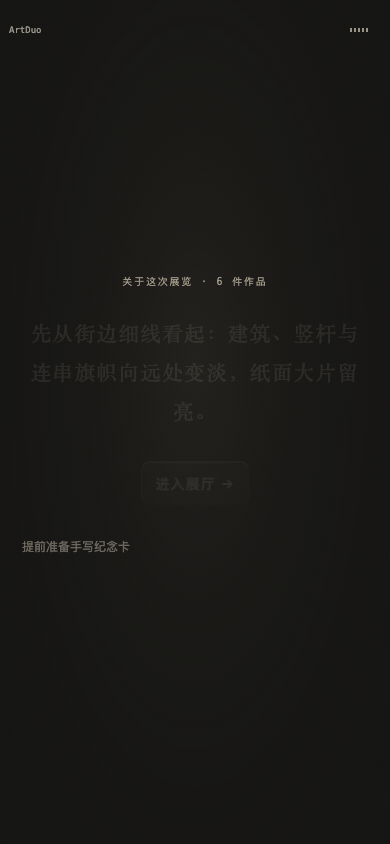 ArtDuo
关于这次展览 · 6 件作品
先从街边细线看起：建筑、竖杆与
连串旗帜向远处变淡，纸面大片留
亮。
进入展厅 →
提前准备手写纪念卡